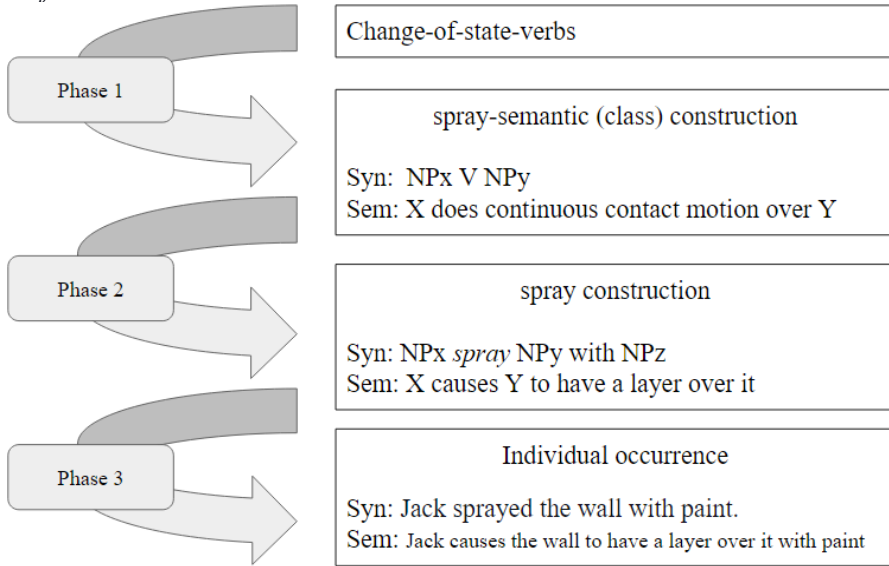 Change-of-state-verbs
Phase 1
spray-semantic (class) construction
Syn: NPx V NPy
Sem: X does continuous contact motion over Y
Phase 2
spray construction
Syn: NPx spray NPy with NPz
Sem: X causes Y to have a layer over it
Phase 3
Individual occurrence
Syn: Jack sprayed the wall with paint.
Sem: Jack causes the wall to have a layer over it with paint